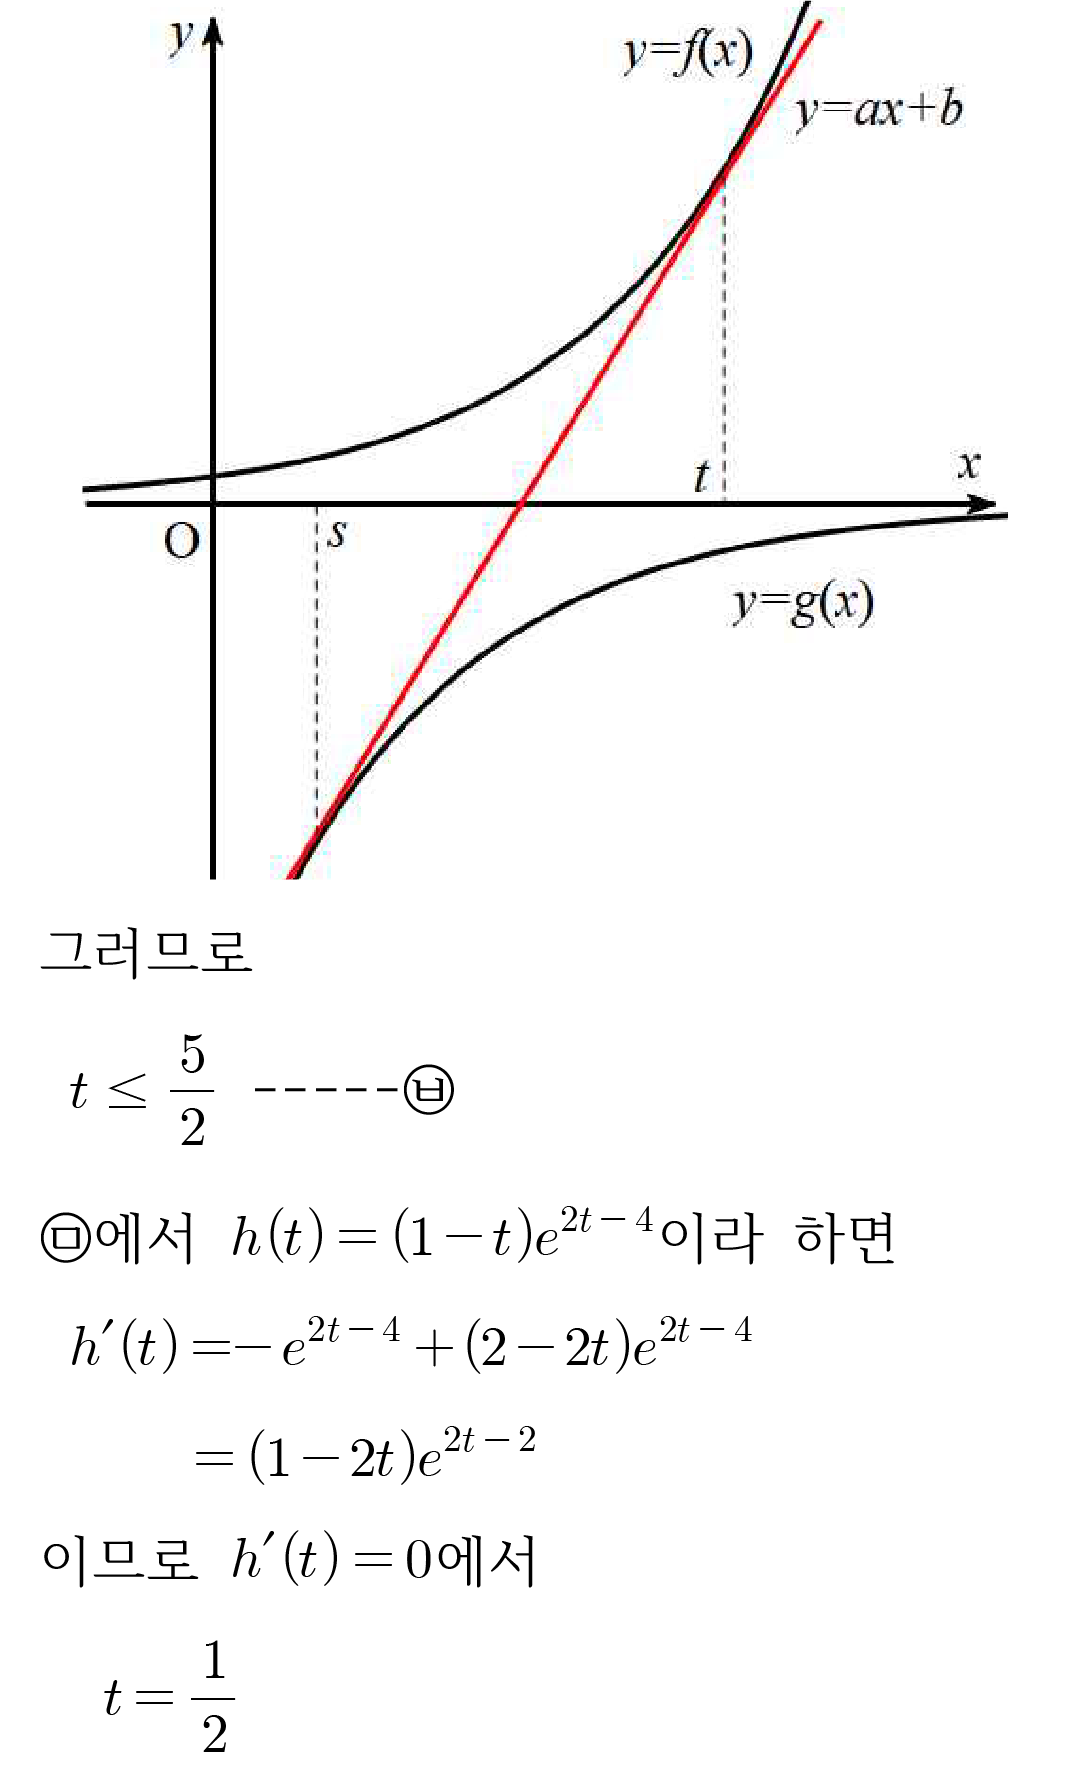 y
y=f(x)
y=ax+b
t
x
O
s
y=g(x)
그러므로
t ≤ 5/2 -----㉥
㉤에서 h(t)=(1-t)e^{2t-4}이라 하면
h′(t)=-e^{2t-4}+(2-2t)e^{2t-4}
=(1-2t)e^{2t-2}
이므로 h′(t)=0에서
t=1/2